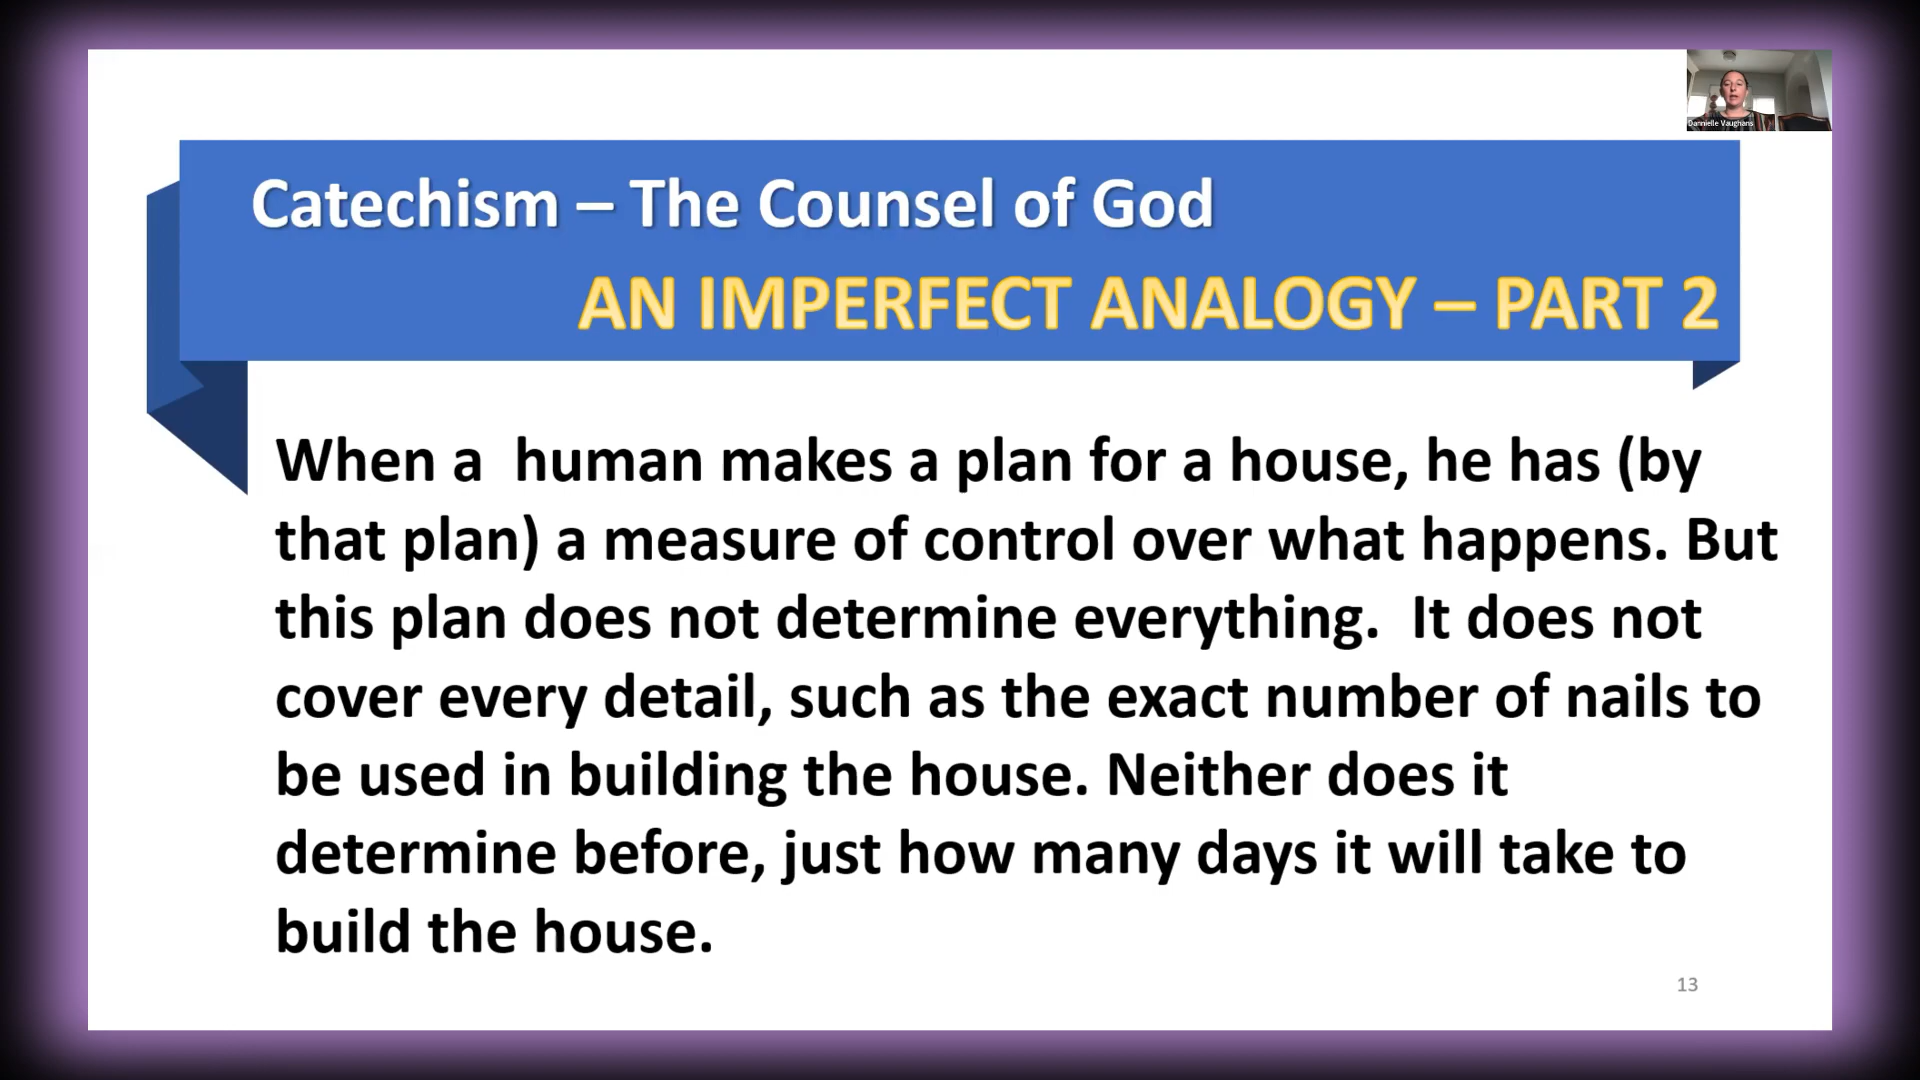 Dannielle Vaughans
Catechism – The Counsel of God
AN IMPERFECT ANALOGY – PART 2
When a  human makes a plan for a house, he has (by
that plan) a measure of control over what happens. But
this plan does not determine everything.  It does not
cover every detail, such as the exact number of nails to
be used in building the house. Neither does it
determine before, just how many days it will take to
build the house.
13